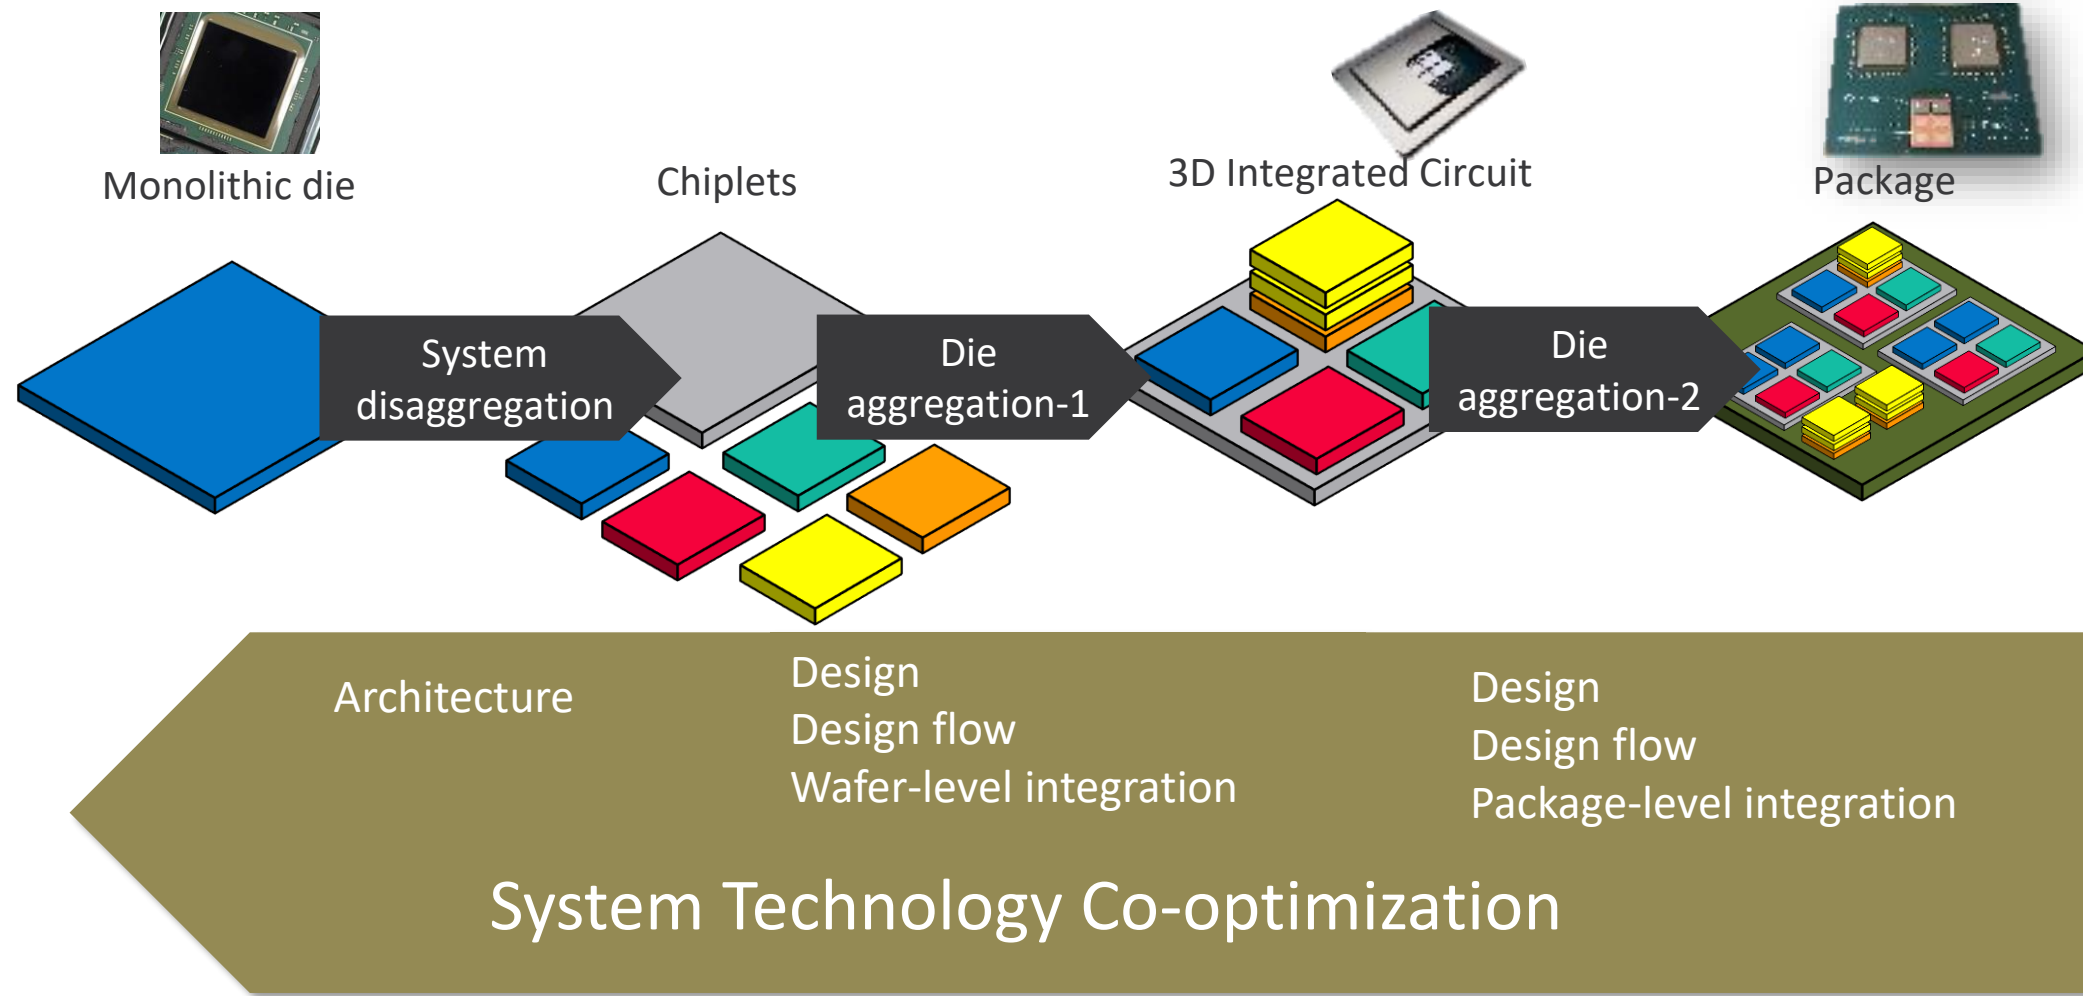 Monolithic die
Chiplets
3D Integrated Circuit
Package
System
disaggregation
Die
aggregation-1
Die
aggregation-2
Architecture
Design
Design flow
Wafer-level integration
Design
Design flow
Package-level integration
System Technology Co-optimization